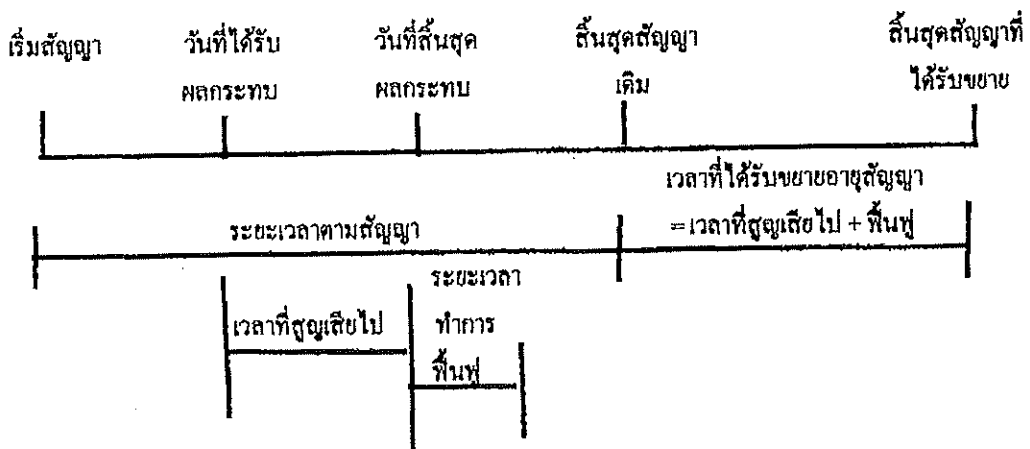 เริ่มสัญญา วันที่ได้รับ วันที่สิ้นสุด สิ้นสุดสัญญา สิ้นสุดสัญญาที่
ผลกระทบ ผลกระทบ เดิม ได้รับขยาย
เวลาที่ได้รับขยายอายุสัญญา
ระยะเวลาตามสัญญา =เวลาที่สูญเสียไป + ฟื้นฟู
ระยะเวลา
เวลาที่สูญเสียไป ทำการ
ฟื้นฟู